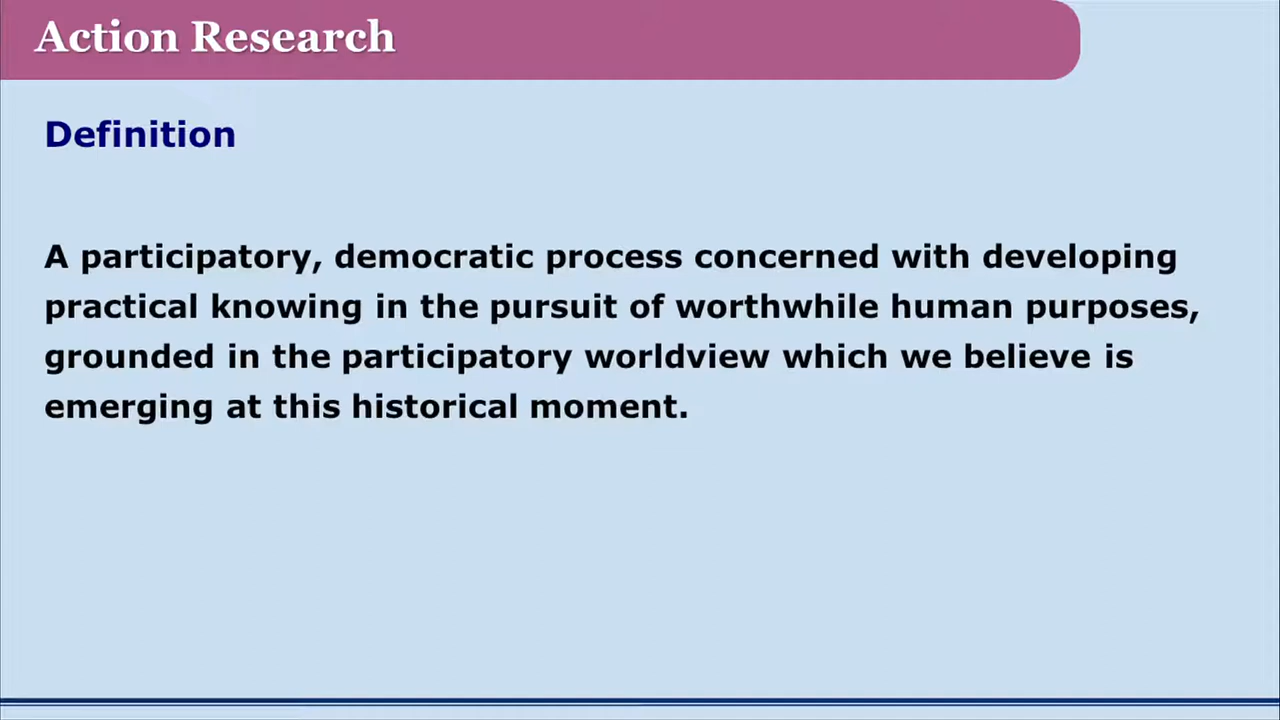 Action Research
Definition
A participatory, democratic process concerned with developing
practical knowing in the pursuit of worthwhile human purposes,
grounded in the participatory worldview which we believe is
emerging at this historical moment.